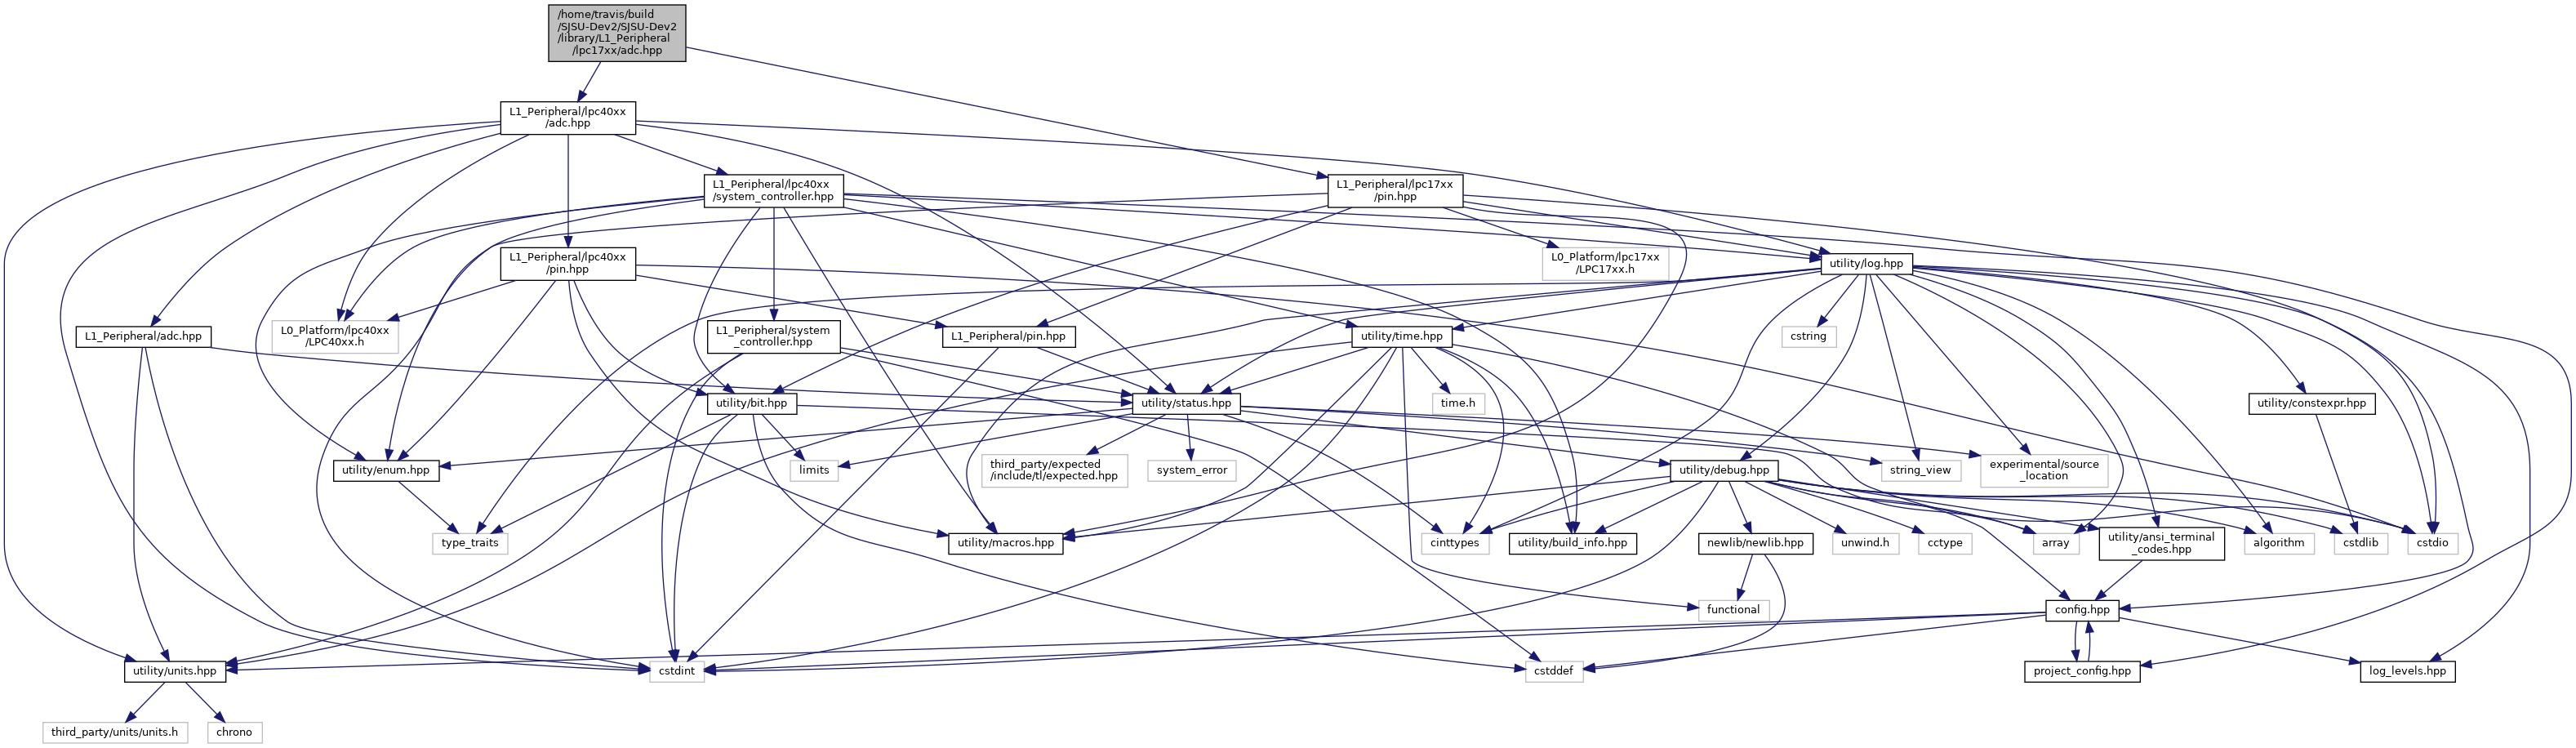 /home/travis/build
/SJSU-Dev2/SJSU-Dev2
/library/L1_Peripheral
/lpc17xx/adc.hpp
L1_Peripheral/lpc40xx
/adc.hpp
L1_Peripheral/lpc40xx
/system_controller.hpp
L1_Peripheral/lpc17xx
/pin.hpp
L1_Peripheral/lpc40xx
/pin.hpp
L0_Platform/lpc17xx
/LPC17xx.h
utility/log.hpp
L1_Peripheral/adc.hpp
L0_Platform/lpc40xx
/LPC40xx.h
L1_Peripheral/system
_controller.hpp
L1_Peripheral/pin.hpp
utility/time.hpp
cstring
utility/bit.hpp
utility/status.hpp
time.h
utility/constexpr.hpp
utility/enum.hpp
limits
third_party/expected
/include/tl/expected.hpp
system_error
utility/debug.hpp
string_view
experimental/source
_location
type_traits
utility/macros.hpp
cinttypes
utility/build_info.hpp
newlib/newlib.hpp
unwind.h
cctype
array
utility/ansi_terminal
_codes.hpp
algorithm
cstdlib
cstdio
functional
config.hpp
utility/units.hpp
cstdint
cstddef
project_config.hpp
log_levels.hpp
third_party/units/units.h
chrono